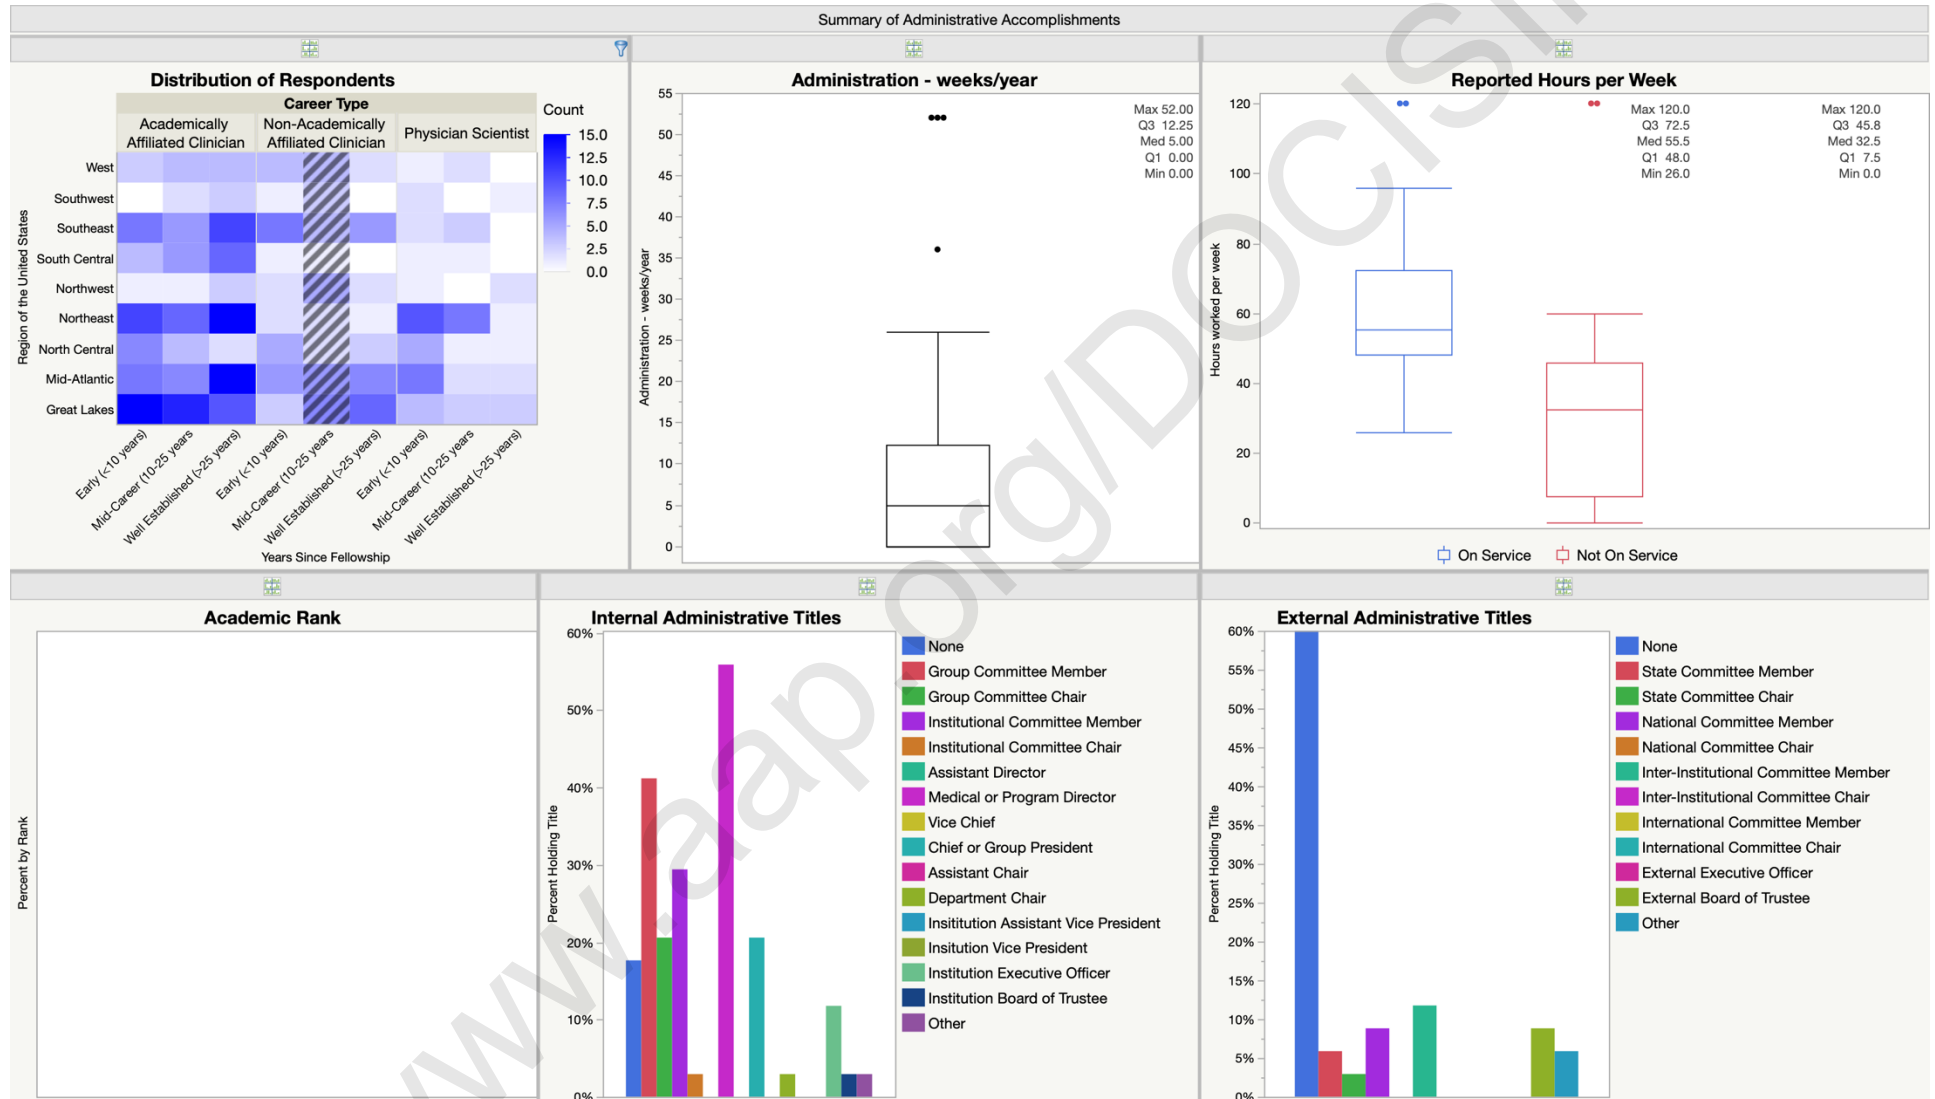 Summary of Administrative Accomplishments
Distribution of Respondents
Career Type
Academically
Affiliated Clinician
Non-Academically
Affiliated Clinician
Physician Scientist
Count
15.0
12.5
10.0
7.5
5.0
2.5
0.0
Region of the United States
West
Southwest
Southeast
South Central
Northwest
Northeast
North Central
Mid-Atlantic
Great Lakes
Early (<10 years)
Mid-Career (10-25 years
Well Established (>25 years)
Early (<10 years)
Mid-Career (10-25 years
Well Established (>25 years)
Early (<10 years)
Mid-Career (10-25 years
Well Established (>25 years)
Years Since Fellowship
Administration - weeks/year
Administration - weeks/year
55
50
45
40
35
30
25
20
15
10
5
0
Max 52.00
Q3 12.25
Med 5.00
Q1 0.00
Min 0.00
Reported Hours per Week
Hours worked per week
120
100
80
60
40
20
0
Max 120.0
Q3 72.5
Med 55.5
Q1 48.0
Min 26.0
Max 120.0
Q3 45.8
Med 32.5
Q1 7.5
Min 0.0
On Service
Not On Service
Academic Rank
Percent by Rank
Internal Administrative Titles
Percent Holding Title
60%
50%
40%
30%
20%
10%
0%
None
Group Committee Member
Group Committee Chair
Institutional Committee Member
Institutional Committee Chair
Assistant Director
Medical or Program Director
Vice Chief
Chief or Group President
Assistant Chair
Department Chair
Insititution Assistant Vice President
Insitution Vice President
Institution Executive Officer
Institution Board of Trustee
Other
External Administrative Titles
Percent Holding Title
60%
55%
50%
45%
40%
35%
30%
25%
20%
15%
10%
5%
0%
None
State Committee Member
State Committee Chair
National Committee Member
National Committee Chair
Inter-Institutional Committee Member
Inter-Institutional Committee Chair
International Committee Member
International Committee Chair
External Executive Officer
External Board of Trustee
Other
www.aap.org/DOCISIn